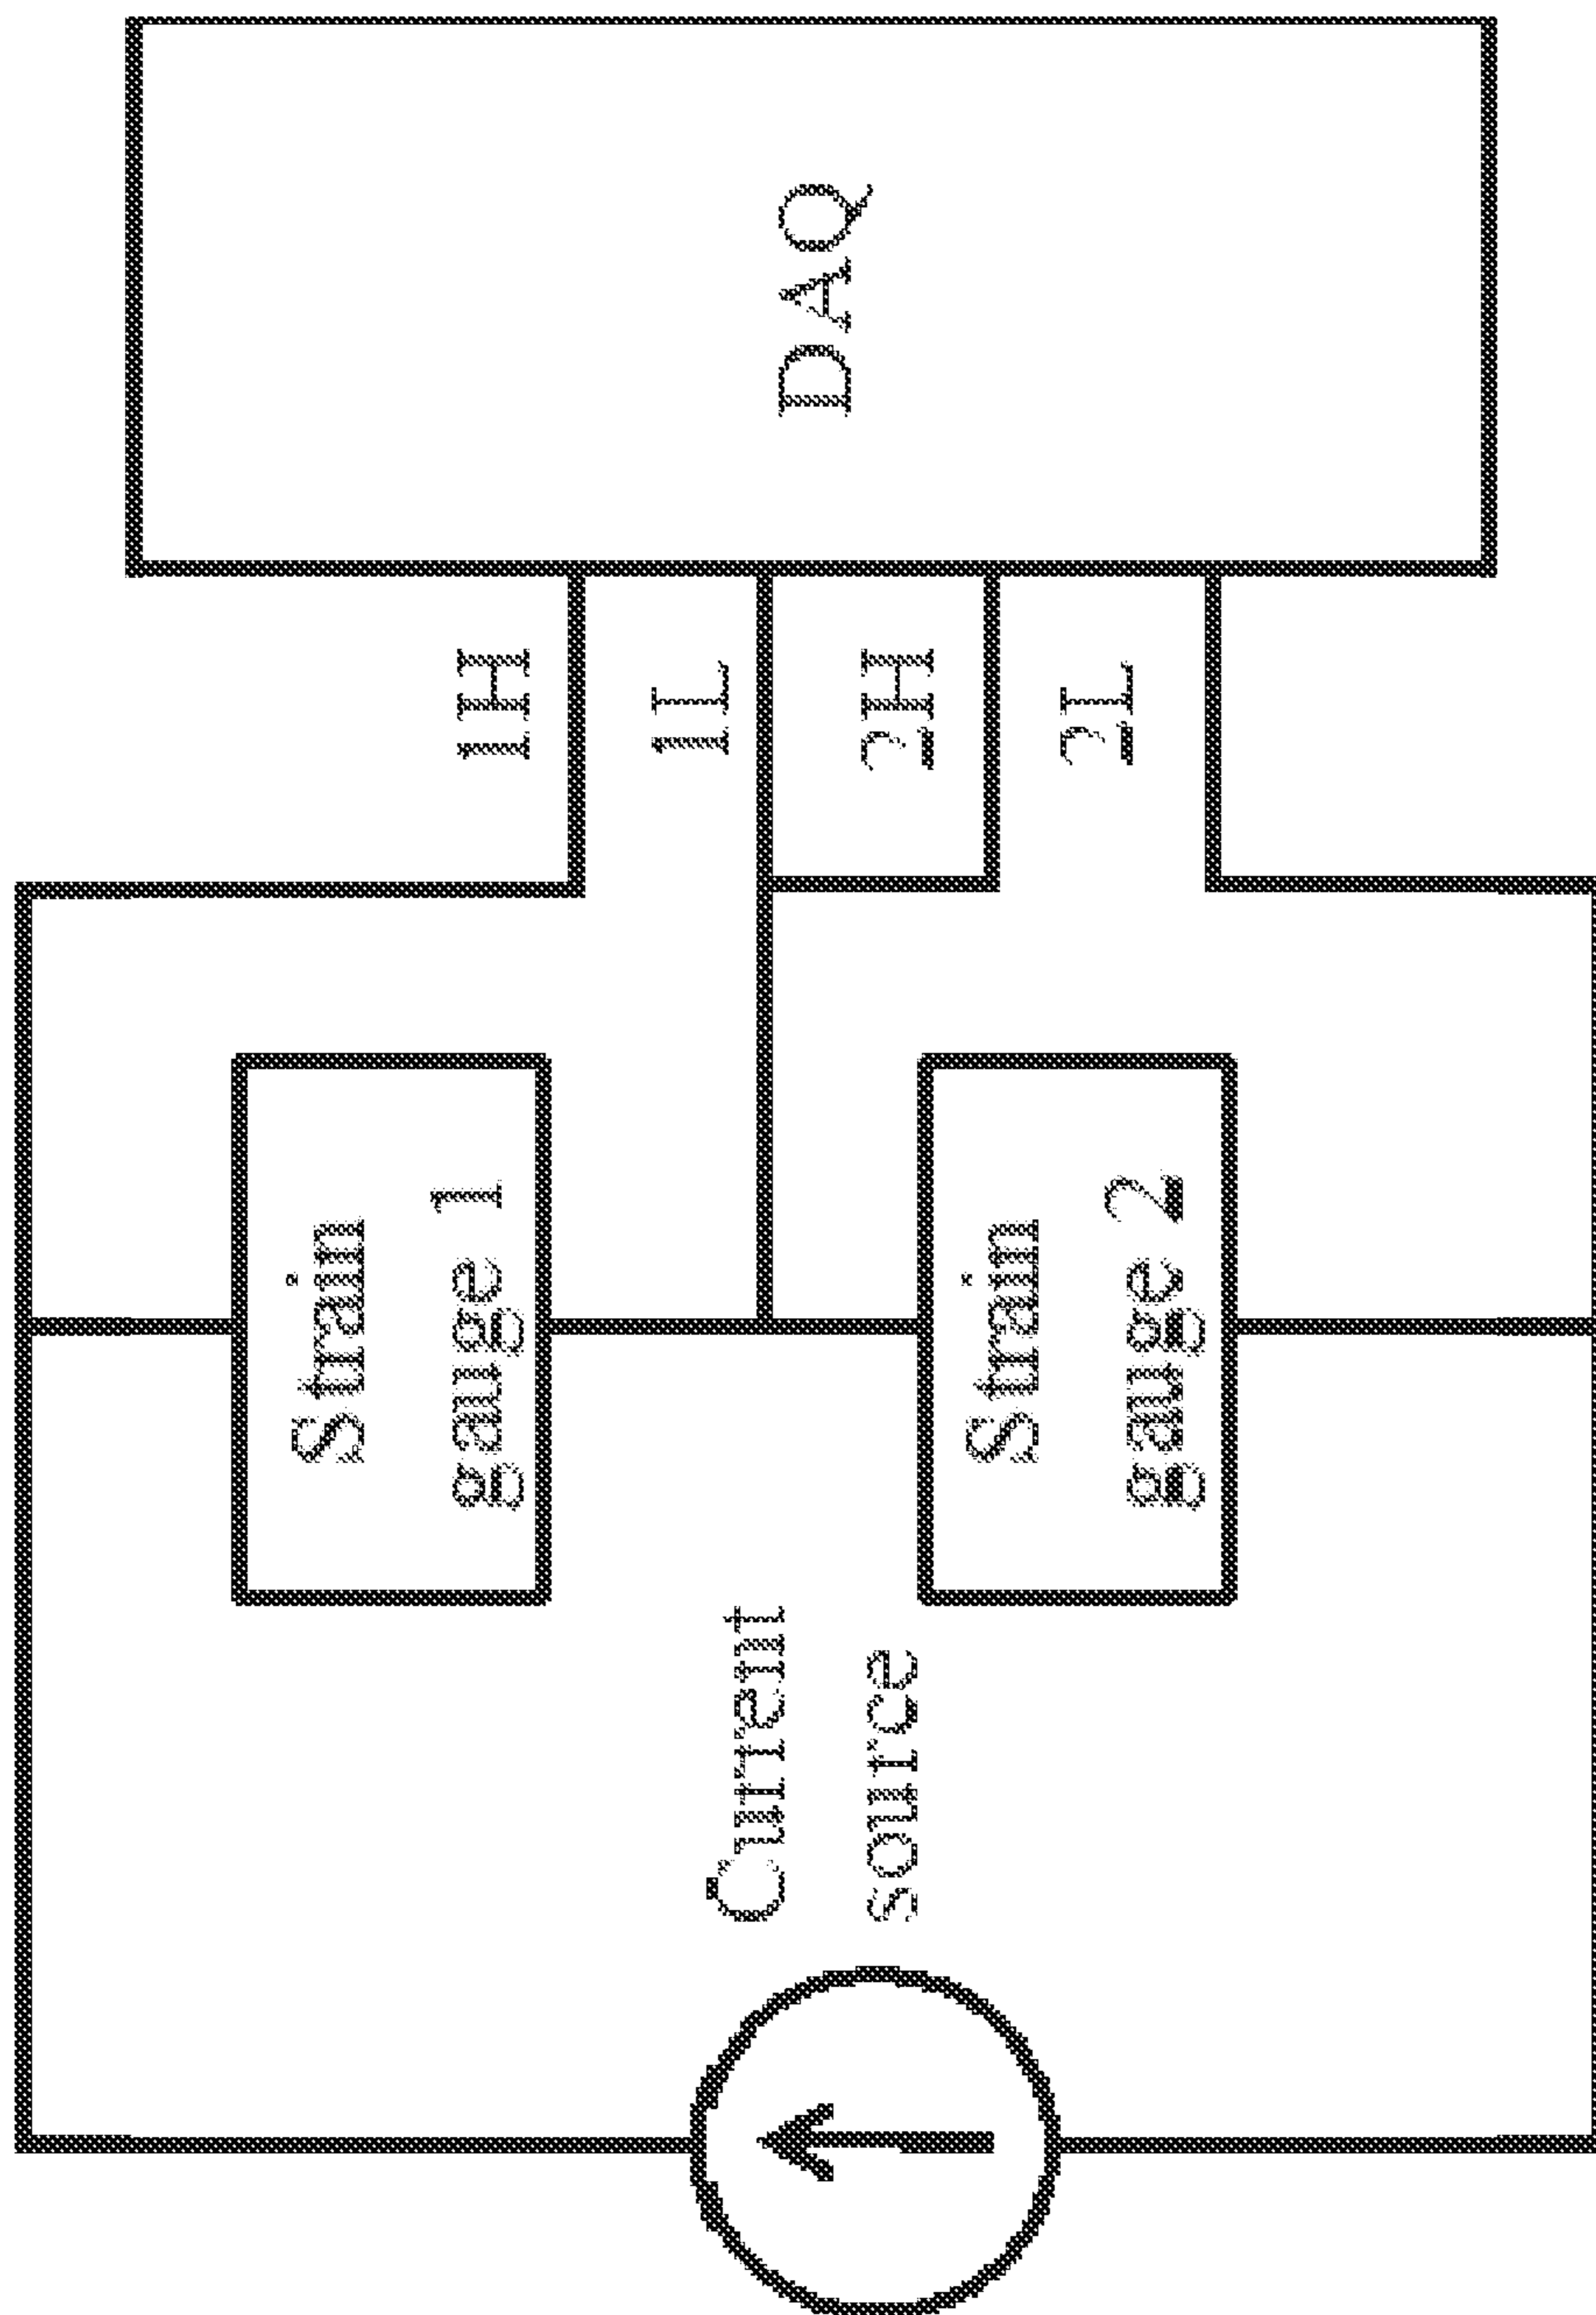 Current
source
Strain
gauge 1
Strain
gauge 2
1H
1L
2H
2L
DAQ